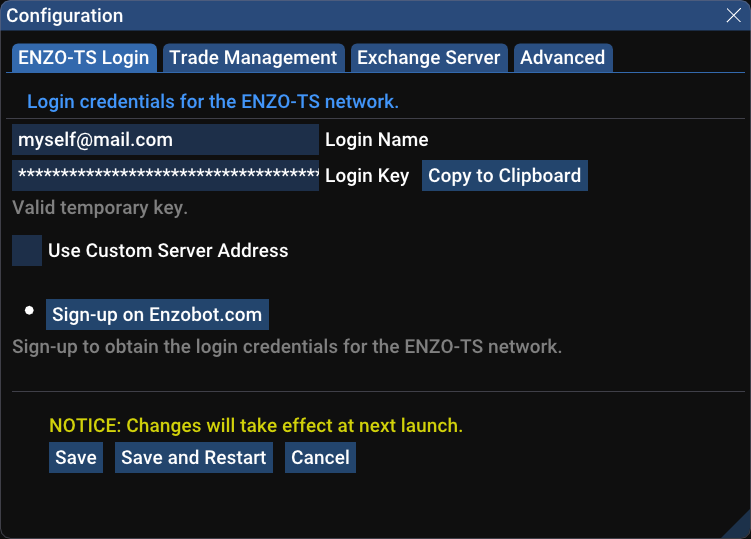 Configuration
ENZO-TS Login Trade Management Exchange Server Advanced
Login credentials for the ENZO-TS network.
myself@mail.com Login Name
************************************ Login Key Copy to Clipboard
Valid temporary key.
Use Custom Server Address
Sign-up on Enzobot.com
Sign-up to obtain the login credentials for the ENZO-TS network.
NOTICE: Changes will take effect at next launch.
Save Save and Restart Cancel